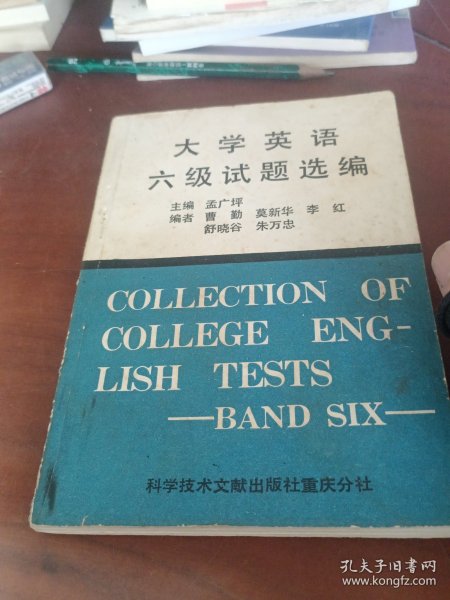 大学英语
六级试题选编
主编 孟广坪
编者 曹勤 莫新华 李红
舒晓谷 朱万忠
COLLECTION OF
COLLEGE ENG-
LISH TESTS
—BAND SIX—
科学技术文献出版社重庆分社
孔夫子旧书网
www.kongfz.com